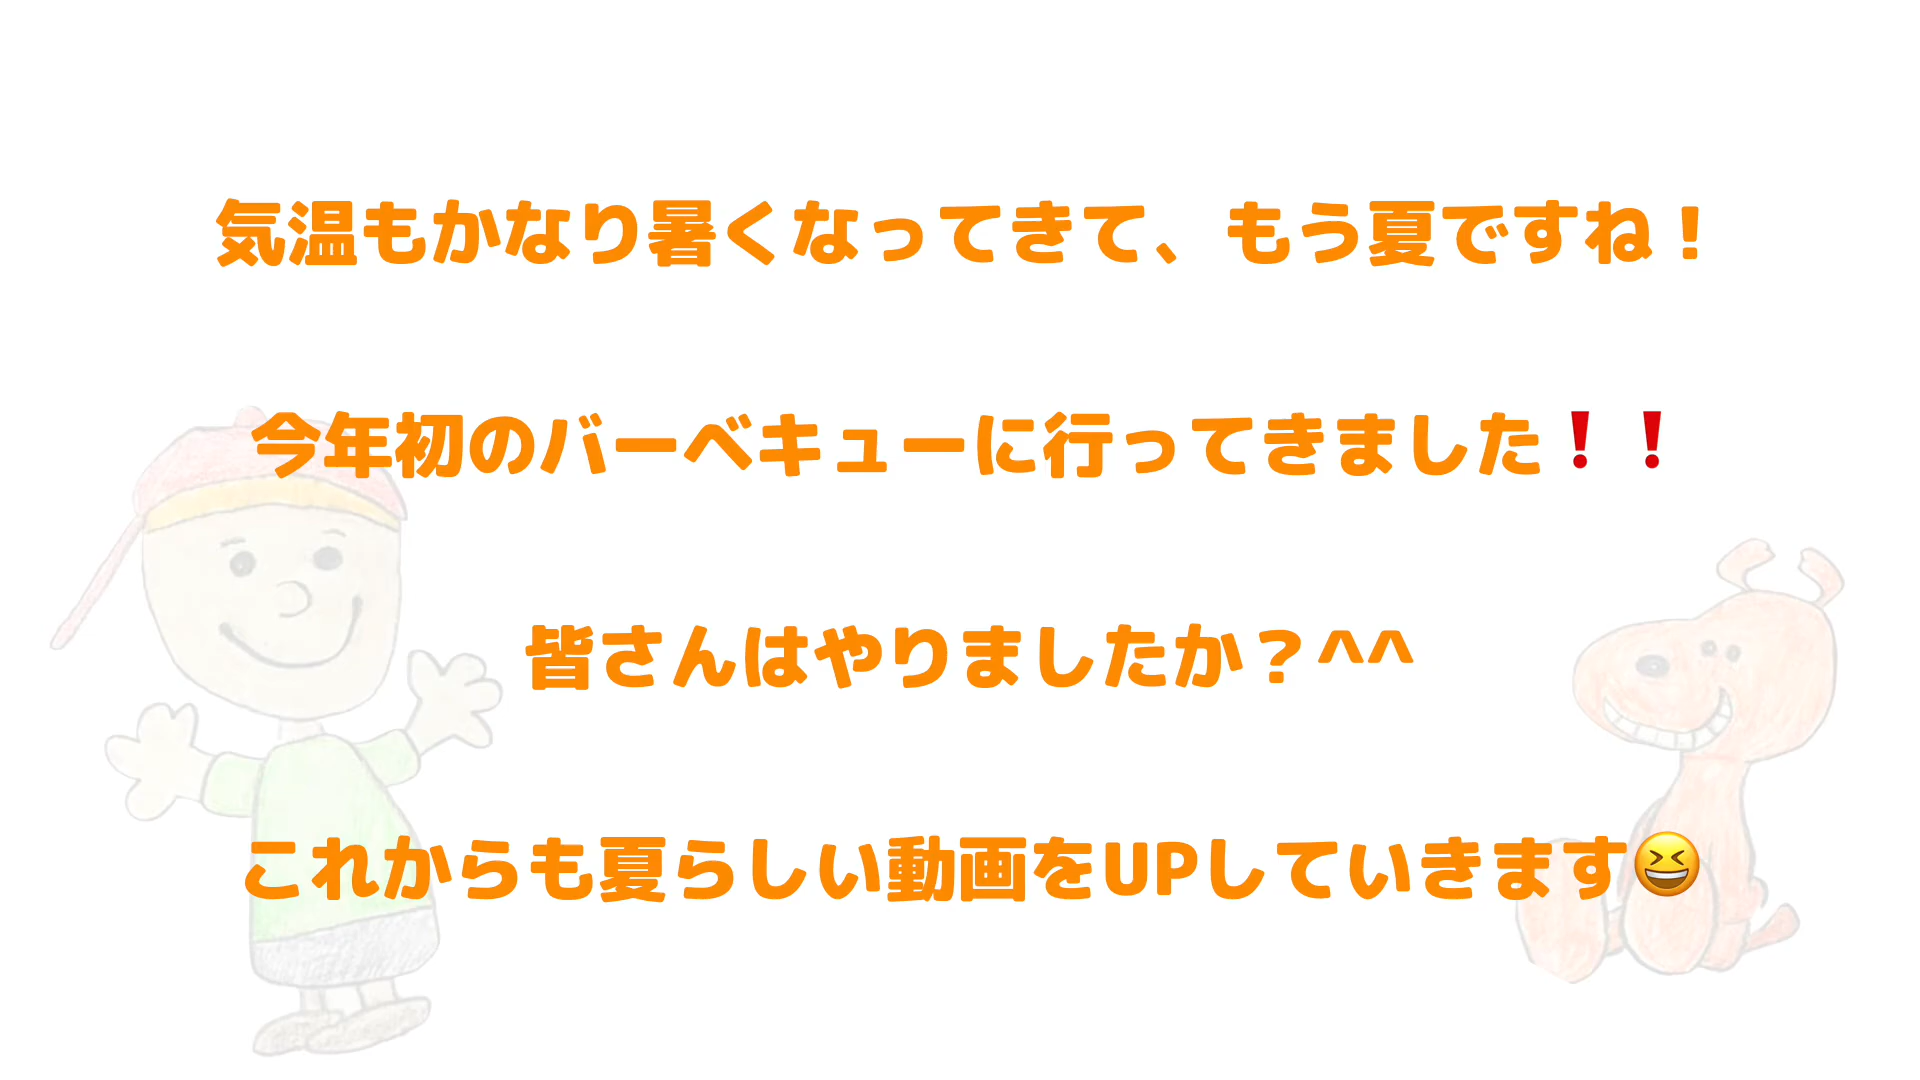 気温もかなり暑くなってきて、もう夏ですね！
今年初のバーベキューに行ってきました❗❗
皆さんはやりましたか？^^
これからも夏らしい動画をUPしていきます😆